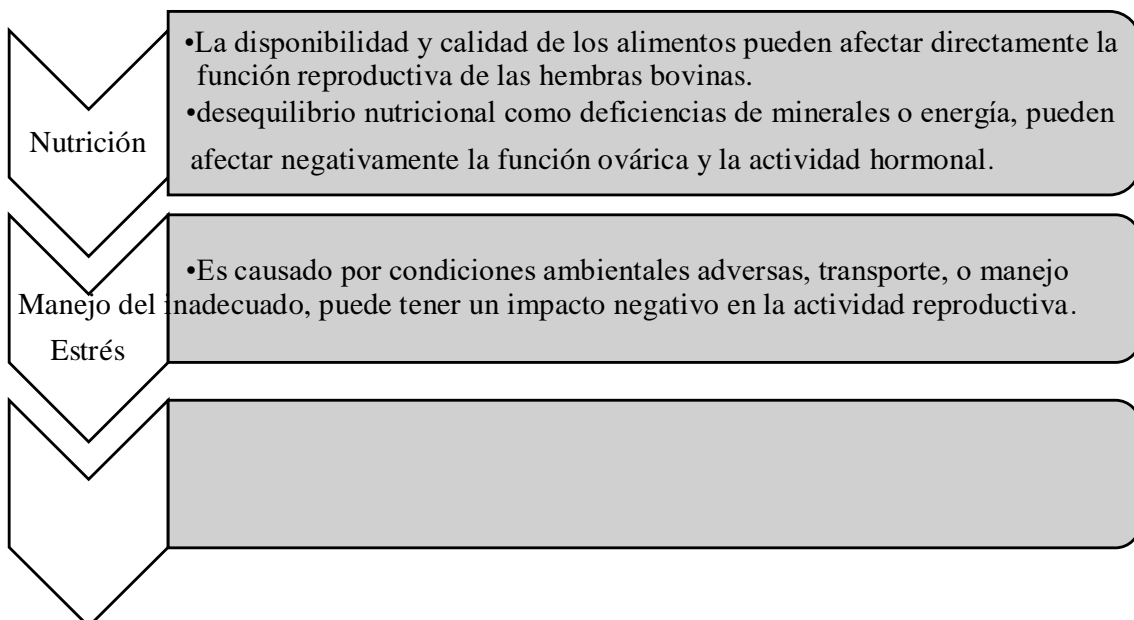 Nutrición
•La disponibilidad y calidad de los alimentos pueden afectar directamente la
función reproductiva de las hembras bovinas.
•desequilibrio nutricional como deficiencias de minerales o energía, pueden
afectar negativamente la función ovárica y la actividad hormonal.
Manejo del
Estrés
•Es causado por condiciones ambientales adversas, transporte, o manejo
inadecuado, puede tener un impacto negativo en la actividad reproductiva.